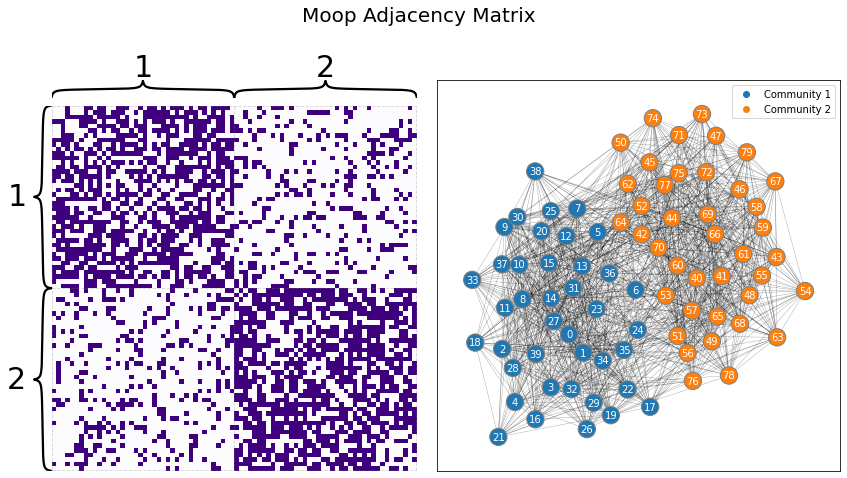 Moop Adjacency Matrix
1 2
1
2
Community 1
Community 2
73
74
71 47
50
79
45
38 75 72
62 77 67
46
25 7 52 58
30 44 69
9 64 59
20 12 5 42 66
70
61 43
37 10 15 13 60
36 41 55
33 40
31 6 54
8 14 53 48
11 23 57
65
27 68
0 24 51 63
18 49
2 39 1 35 56
34
28 78
76
3 32 22
4 29 17
19
16
26
21